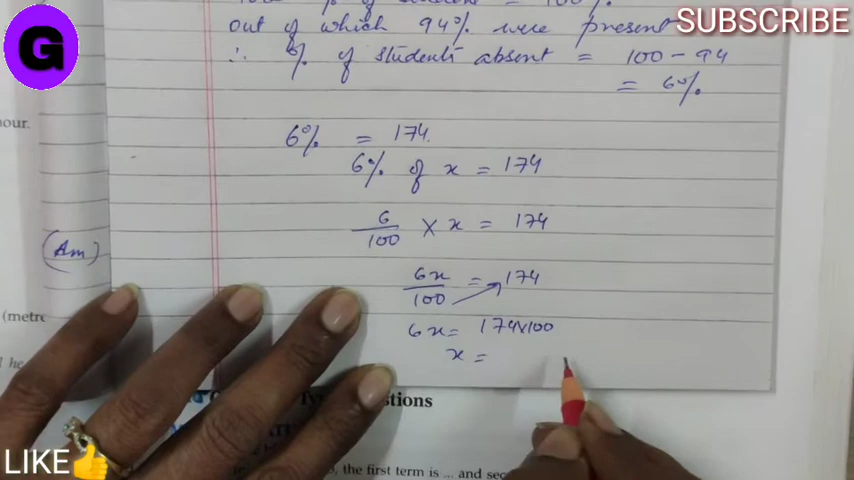 G
SUBSCRIBE
out of which 94% were present
∴ % of students absent = 100 - 94
= 6%
our.
6% = 174.
6% of x = 174
6/100 × x = 174
(Am)
6x/100 = 174
(metre
6x = 174×100
x =
stions
LIKE👍
, the first term is ... and sec